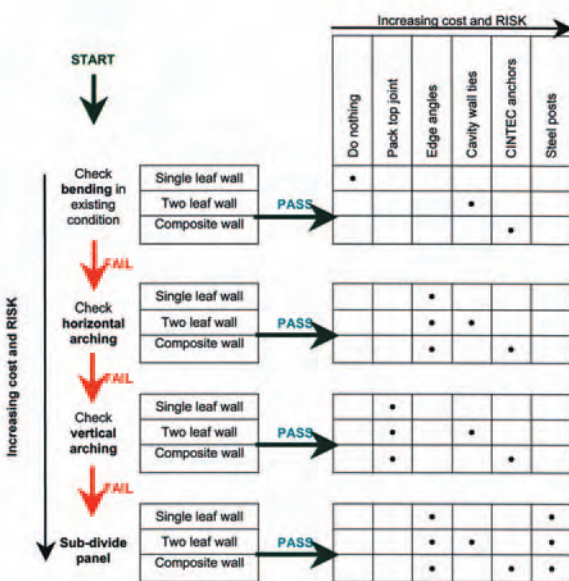 Increasing cost and RISK
START
Do nothing
Pack top joint
Edge angles
Cavity wall ties
CINTEC anchors
Steel posts
Increasing cost and RISK
Check
bending in
existing
condition
Single leaf wall
Two leaf wall
Composite wall
PASS
FAIL
Check
horizontal
arching
Single leaf wall
Two leaf wall
Composite wall
PASS
FAIL
Check
vertical
arching
Single leaf wall
Two leaf wall
Composite wall
PASS
FAIL
Sub-divide
panel
Single leaf wall
Two leaf wall
Composite wall
PASS